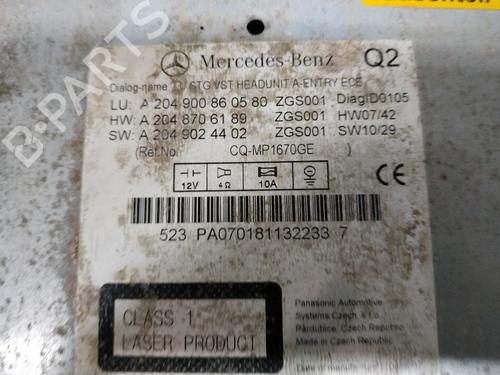 Mercedes-Benz Q2
Dialog-name STG VST HEADUNIT A-ENTRY ECE
LU: A 204 900 86 05 80 ZGS001 DiagID0105
HW: A 204 870 61 89 ZGS001 HW07/42
SW: A 204 902 44 02 ZGS001 SW10/29
(Ref.No. CQ-MP1670GE )
12V 4Ω 10A
CE
523 PA070181132233 7
CLASS 1
LASER PRODUCT
Panasonic Automotive
Systems Czech, s.r.o.
Pardubice, Czech Republic
Made in Czech Republic
Date of manufacture